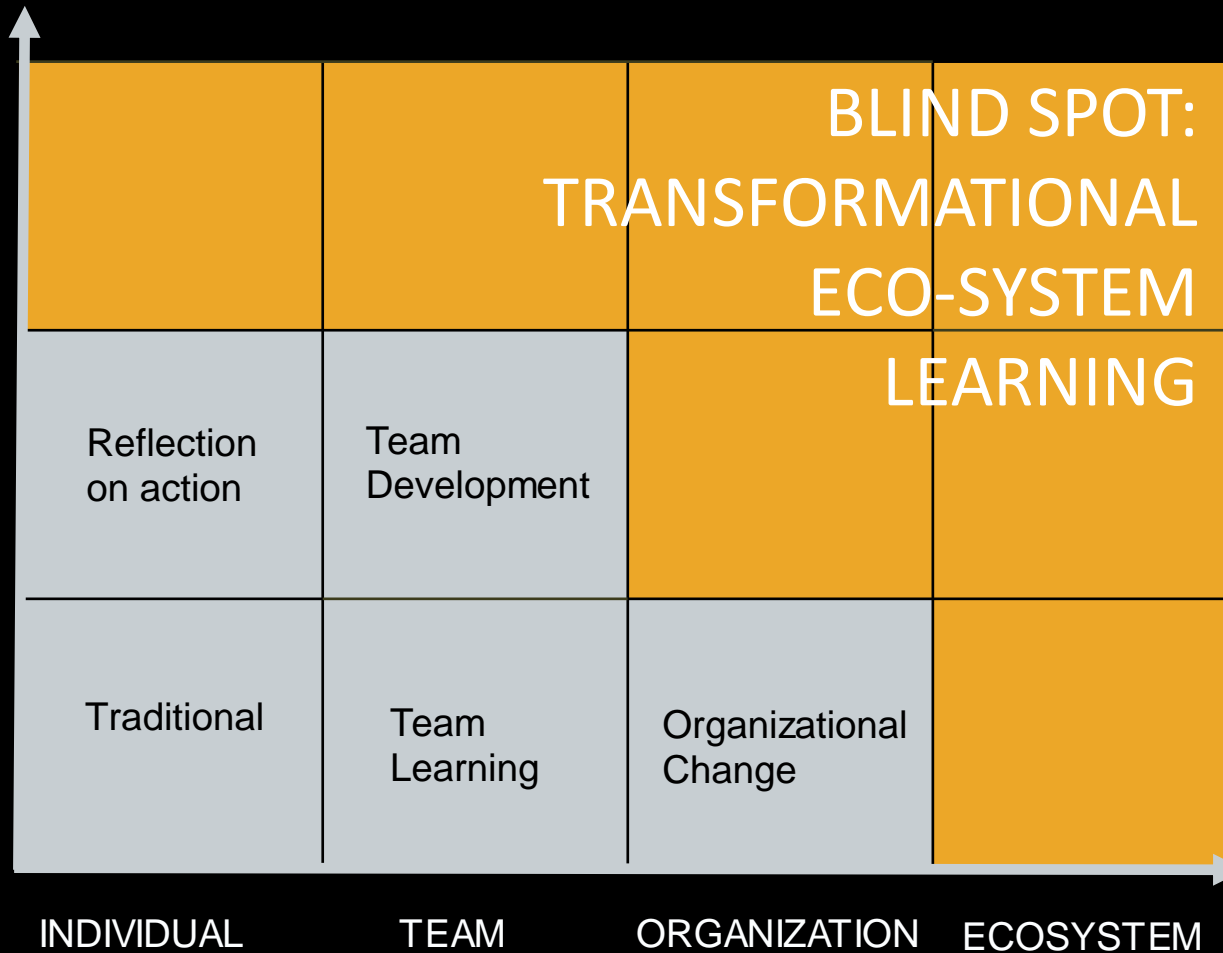 BLIND SPOT:
TRANSFORMATIONAL
ECO-SYSTEM
LEARNING
Reflection
on action
Team
Development
Traditional
Team
Learning
Organizational
Change
INDIVIDUAL
TEAM
ORGANIZATION
ECOSYSTEM